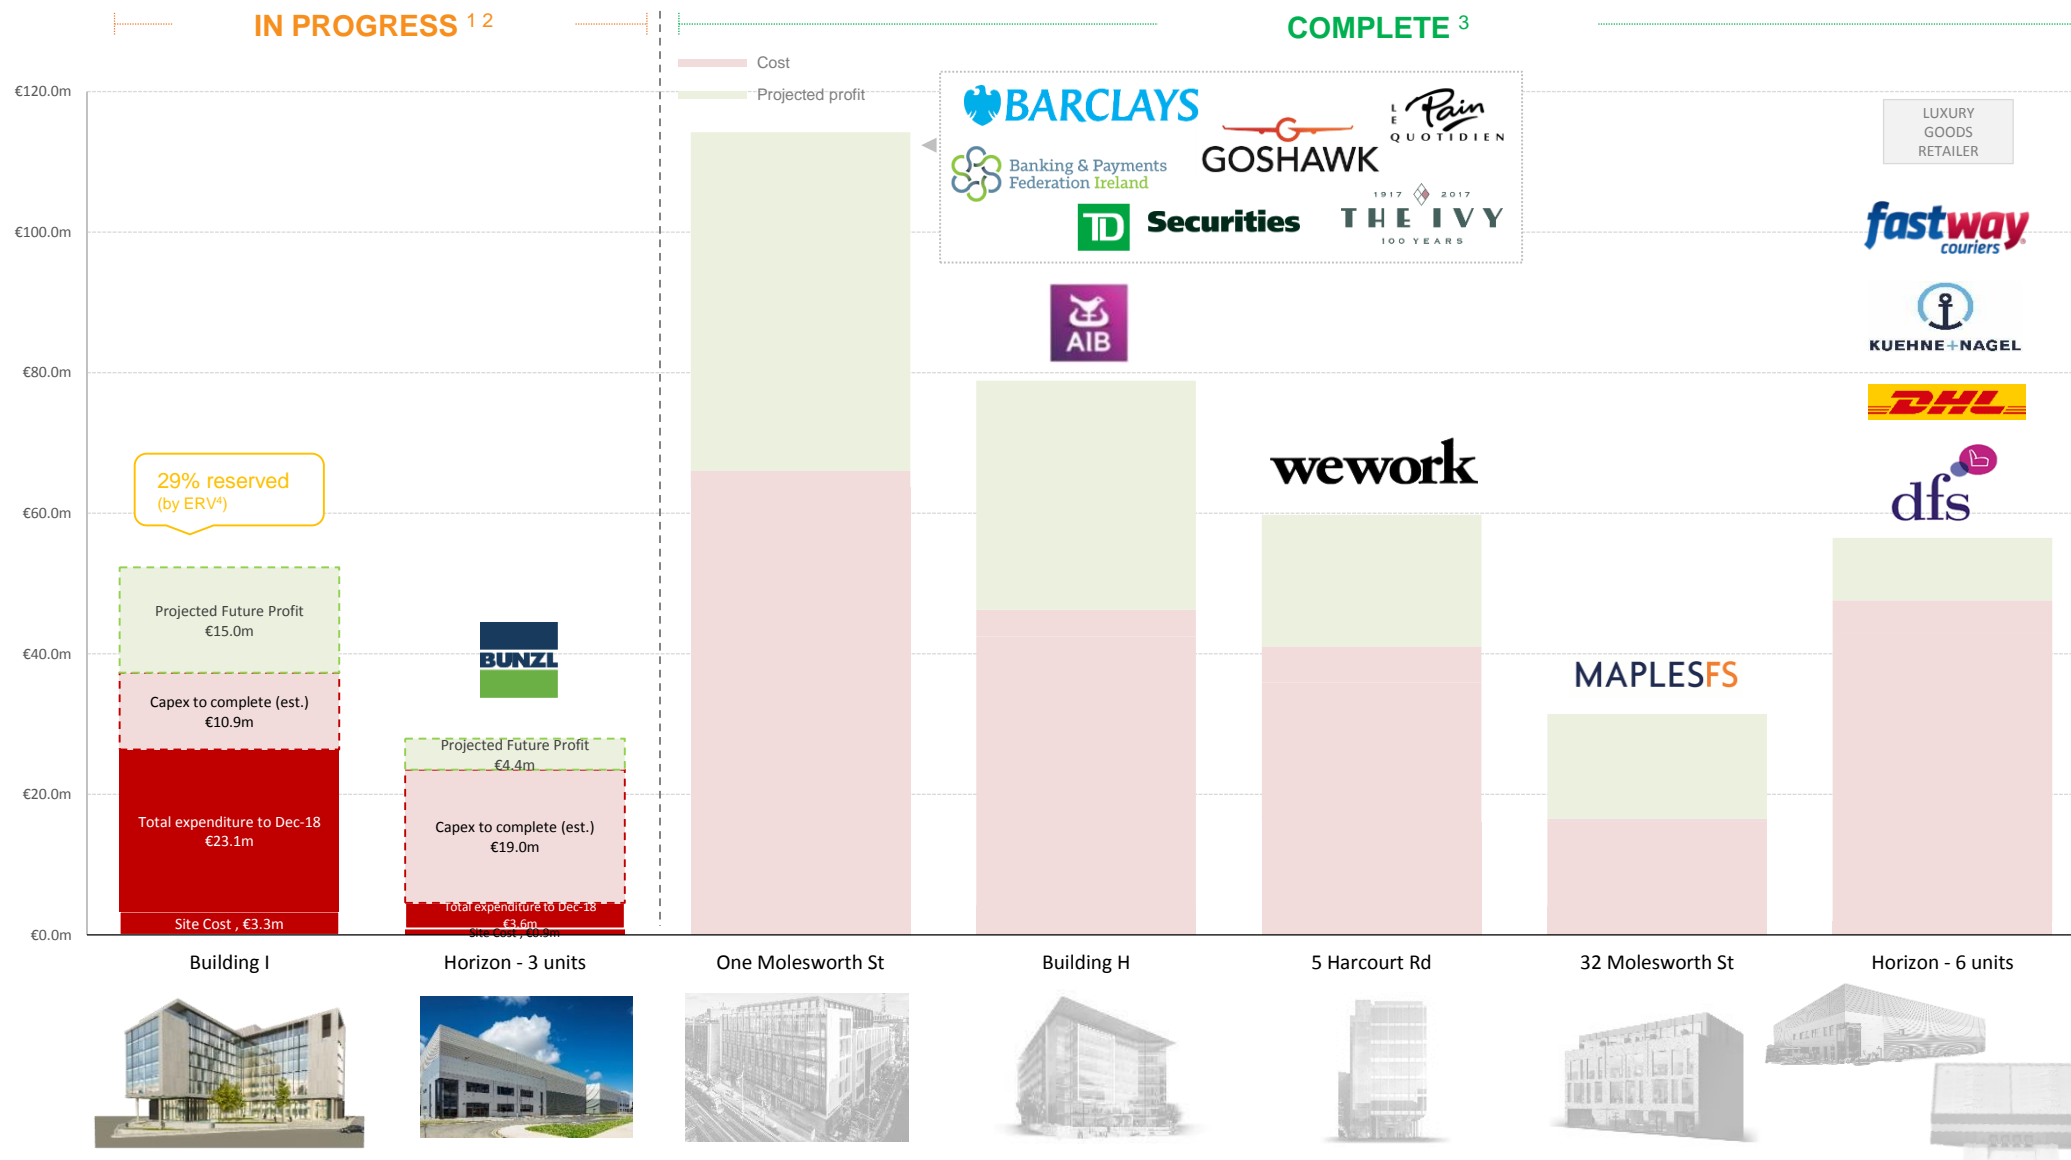 IN PROGRESS 1 2
COMPLETE 3
Cost
Projected profit
€120.0m
€100.0m
€80.0m
€60.0m
€40.0m
€20.0m
€0.0m
BARCLAYS
LE Pain
QUOTIDIEN
GOSHAWK
Banking & Payments
Federation Ireland
TD Securities
1917 2017
THE IVY
100 YEARS
LUXURY
GOODS
RETAILER
fastway
couriers
KUEHNE+NAGEL
DHL
dfs
AIB
wework
MAPLESFS
29% reserved
(by ERV4)
Projected Future Profit
€15.0m
Capex to complete (est.)
€10.9m
Total expenditure to Dec-18
€23.1m
Site Cost , €3.3m
BUNZL
Projected Future Profit
€4.4m
Capex to complete (est.)
€19.0m
Total expenditure to Dec-18
€3.6m
Site Cost , €0.9m
Building I
Horizon - 3 units
One Molesworth St
Building H
5 Harcourt Rd
32 Molesworth St
Horizon - 6 units